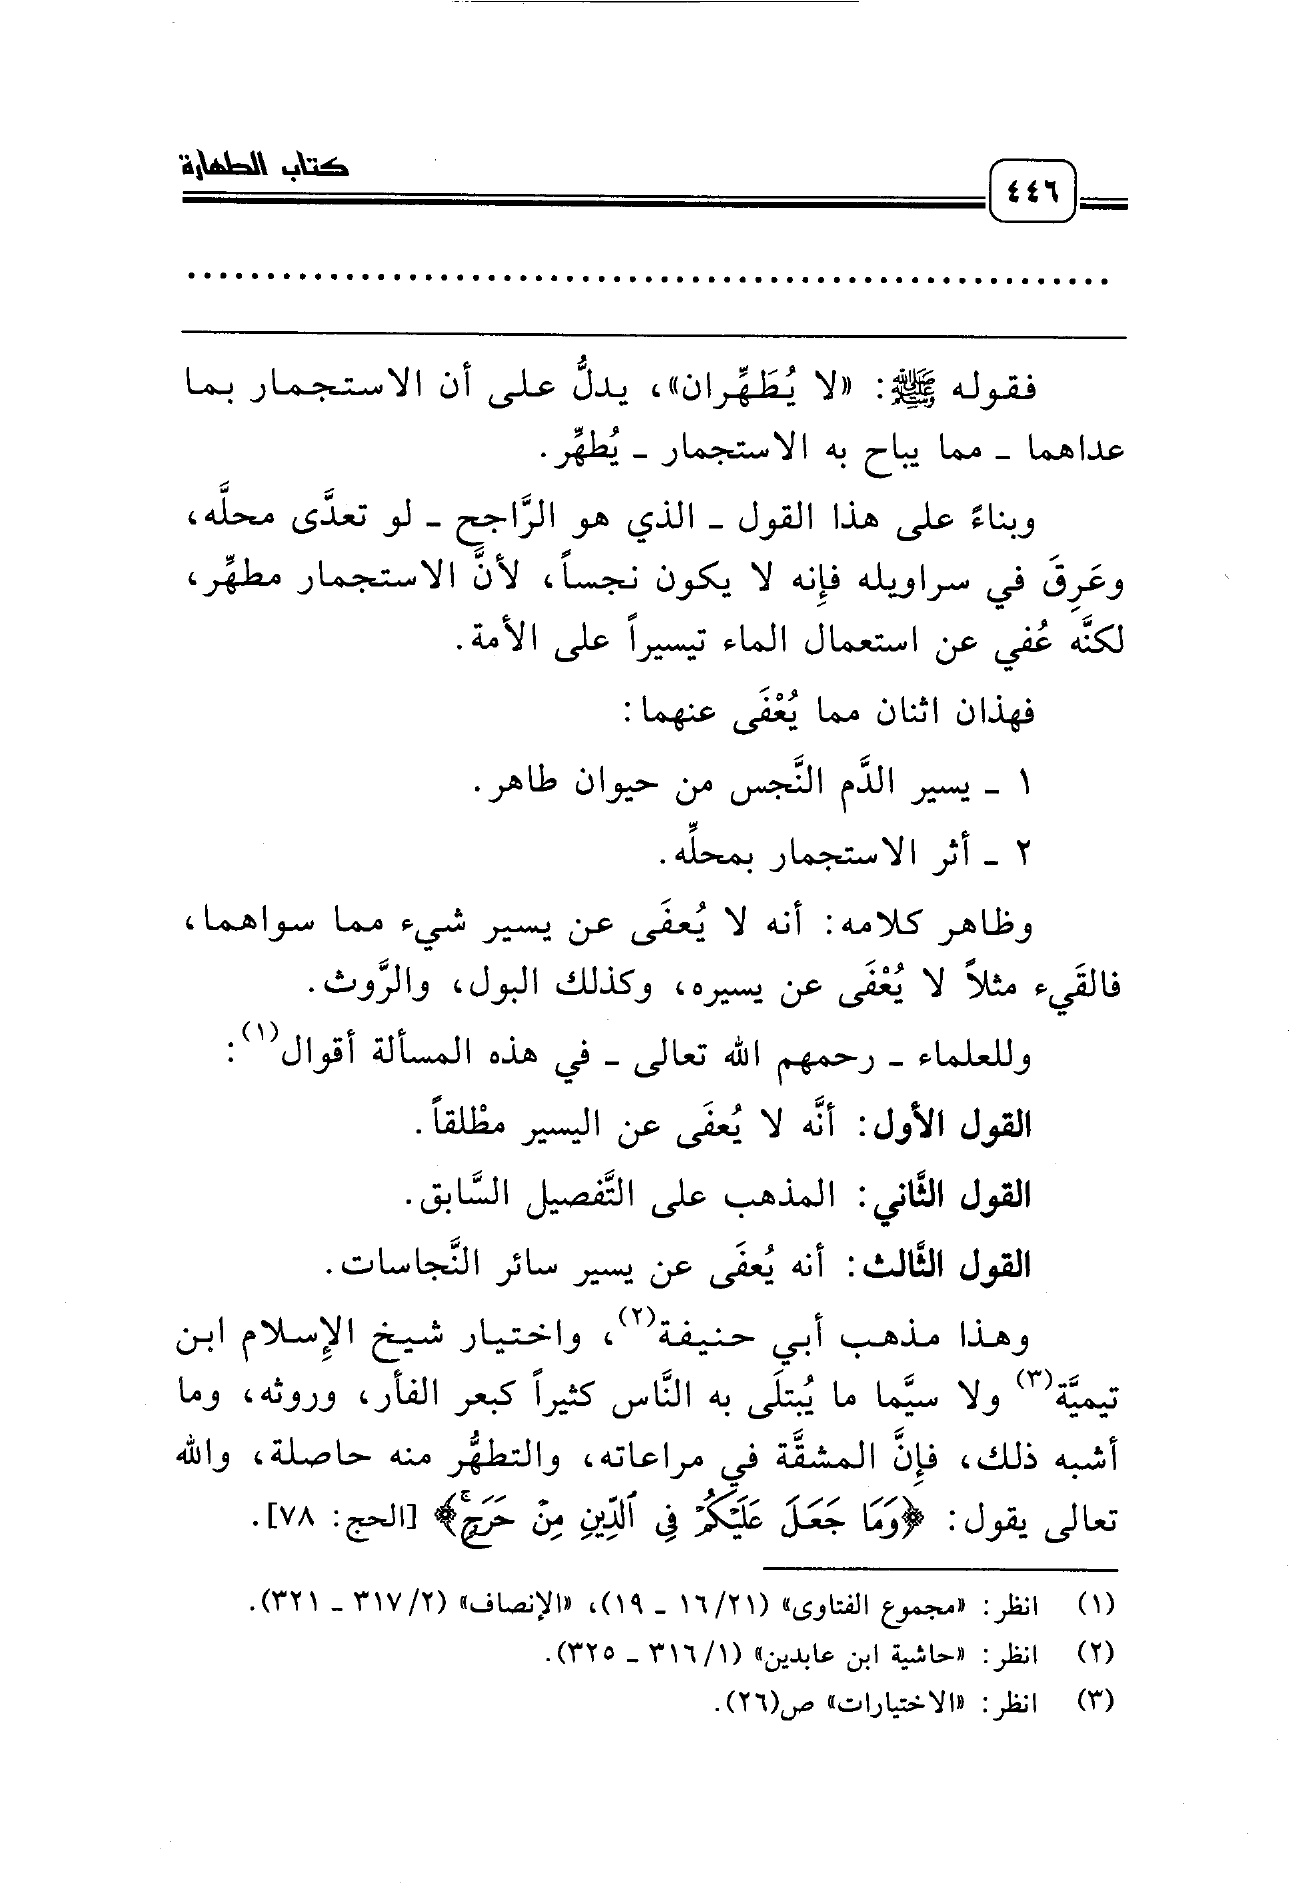 كتاب الطهارة
٤٤٦
فقوله ﷺ: «لا يُطَهِّران»، يدلُّ على أن الاستجمار بما
عداهما ـ مما يباح به الاستجمار ـ يُطهِّر.
وبناءً على هذا القول ـ الذي هو الرَّاجح ـ لو تعدَّى محلَّه،
وعَرِقَ في سراويله فإِنه لا يكون نجساً، لأنَّ الاستجمار مطهِّر،
لكنَّه عُفي عن استعمال الماء تيسيراً على الأمة.
فهذان اثنان مما يُعْفَى عنهما:
١ ـ يسير الدَّم النَّجس من حيوان طاهر.
٢ ـ أثر الاستجمار بمحلِّه.
وظاهر كلامه: أنه لا يُعفَى عن يسير شيء مما سواهما،
فالقَيء مثلاً لا يُعْفَى عن يسيره، وكذلك البول، والرَّوث.
وللعلماء ـ رحمهم الله تعالى ـ في هذه المسألة أقوال(١):
القول الأول: أنَّه لا يُعفَى عن اليسير مطْلقاً.
القول الثَّاني: المذهب على التَّفصيل السَّابق.
القول الثَّالث: أنه يُعفَى عن يسير سائر النَّجاسات.
وهذا مذهب أبي حنيفة(٢)، واختيار شيخ الإِسلام ابن
تيميَّة(٣) ولا سيَّما ما يُبتلَى به النَّاس كثيراً كبعر الفأر، وروثه، وما
أشبه ذلك، فإِنَّ المشقَّة في مراعاته، والتطهُّر منه حاصلة، والله
تعالى يقول: ﴿وَمَا جَعَلَ عَلَيْكُمْ فِي ٱلدِّينِ مِنْ حَرَجٍ﴾ [الحج: ٧٨].
(١) انظر: «مجموع الفتاوى» (١٦/٢١ ـ ١٩)، «الإنصاف» (٣١٧/٢ ـ ٣٢١).
(٢) انظر: «حاشية ابن عابدين» (٣١٦/١ ـ ٣٢٥).
(٣) انظر: «الاختيارات» ص(٢٦).